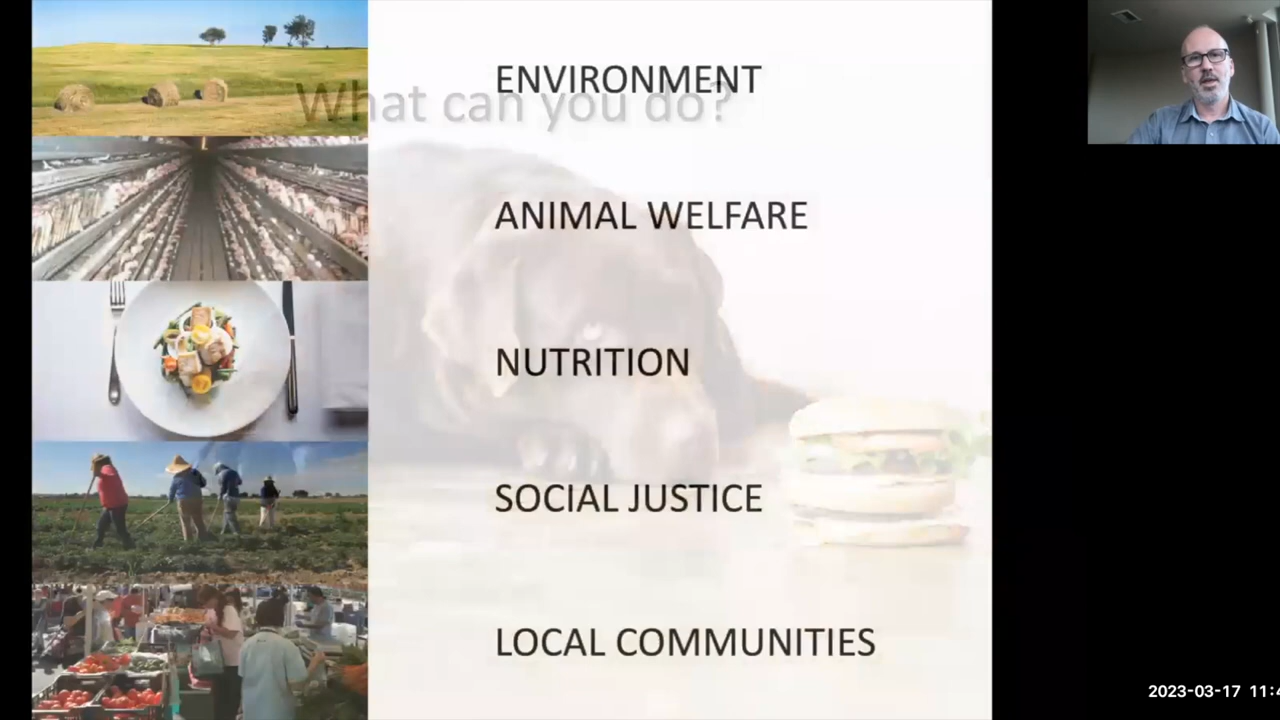 ENVIRONMENT
What can you do?
ANIMAL WELFARE
NUTRITION
SOCIAL JUSTICE
LOCAL COMMUNITIES
2023-03-17 11:4